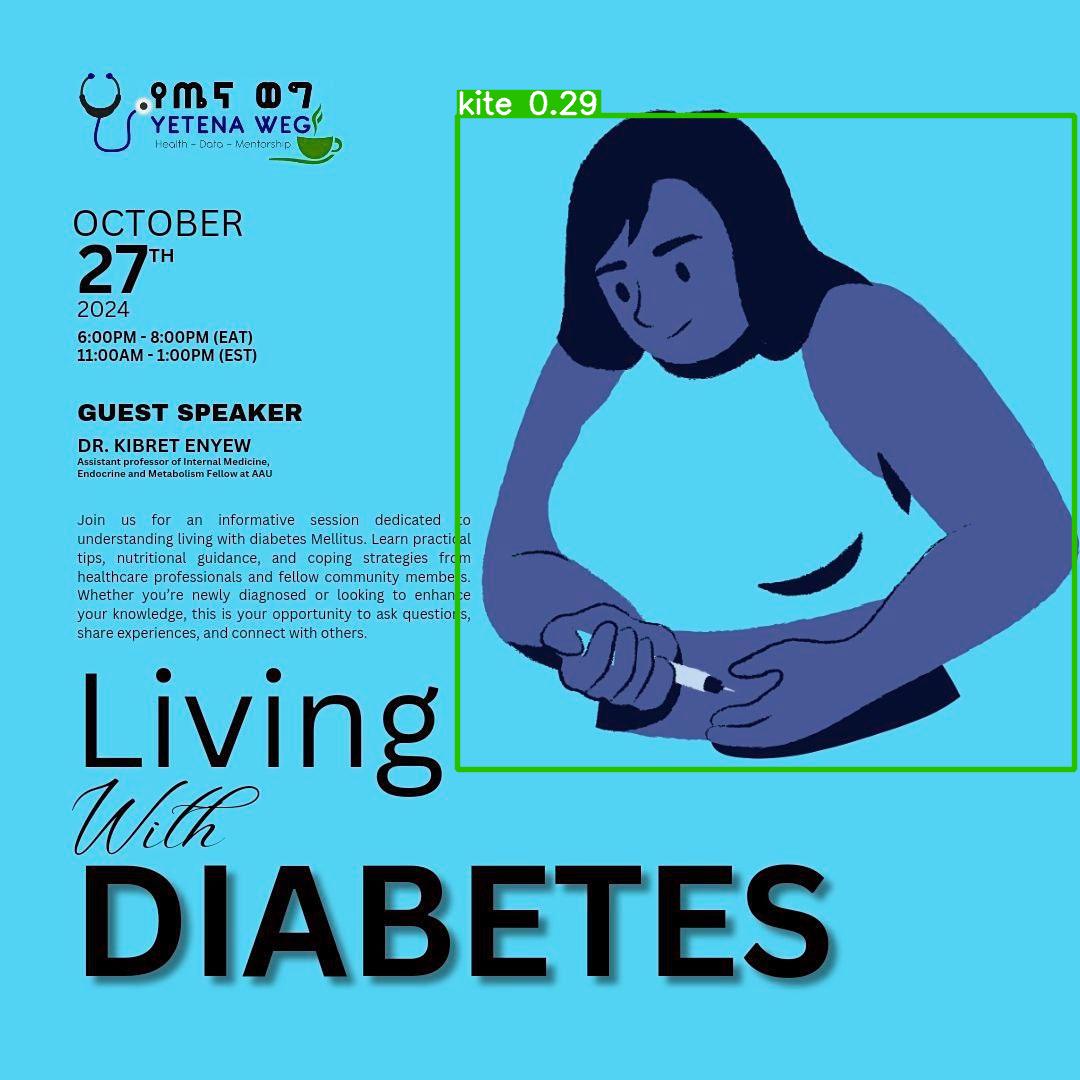 የጤና ወግ
YETENA WEG
Health – Data – Mentorship
kite 0.29
OCTOBER
27TH
2024
6:00PM - 8:00PM (EAT)
11:00AM - 1:00PM (EST)
GUEST SPEAKER
DR. KIBRET ENYEW
Assistant professor of Internal Medicine,
Endocrine and Metabolism Fellow at AAU
Join us for an informative session dedicated to
understanding living with diabetes Mellitus. Learn practical
tips, nutritional guidance, and coping strategies from
healthcare professionals and fellow community members.
Whether you're newly diagnosed or looking to enhance
your knowledge, this is your opportunity to ask questions,
share experiences, and connect with others.
Living
With
DIABETES